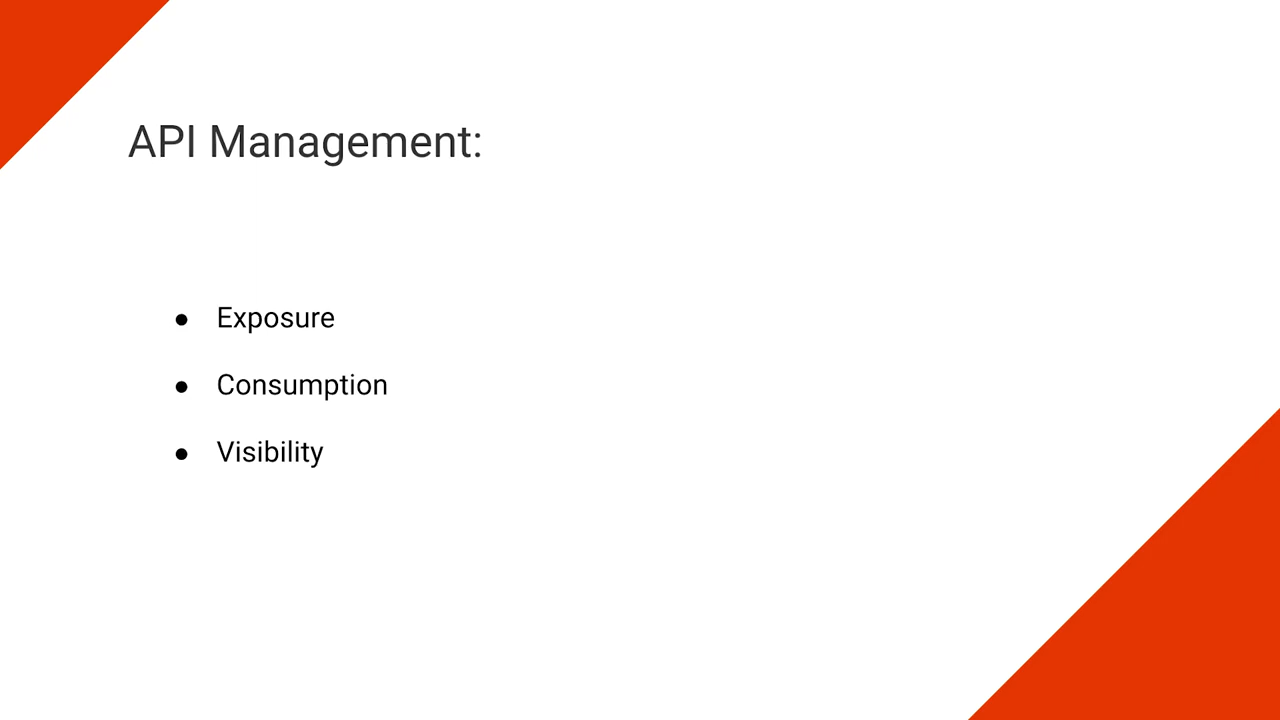 API Management:
● Exposure
● Consumption
● Visibility